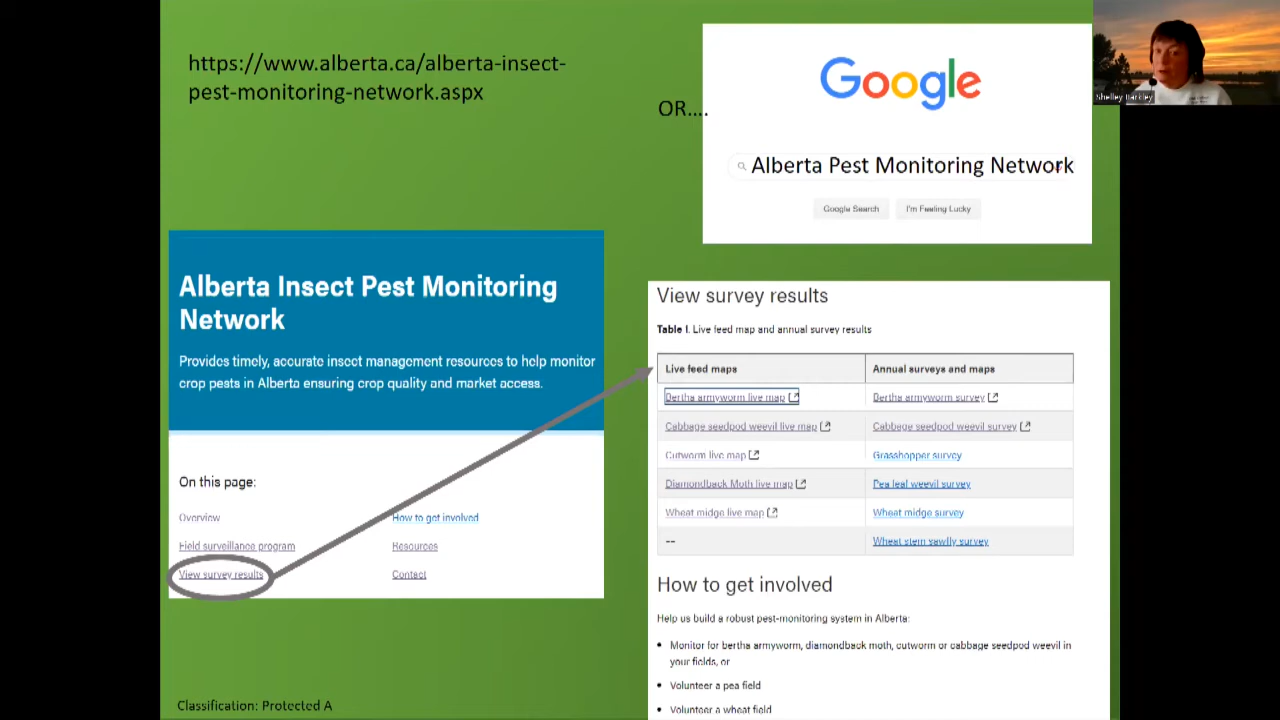 https://www.alberta.ca/alberta-insect-
pest-monitoring-network.aspx
OR....
Google
Alberta Pest Monitoring Network
Google Search
I'm Feeling Lucky
Shelley Barkley
Alberta Insect Pest Monitoring
Network
Provides timely, accurate insect management resources to help monitor
crop pests in Alberta ensuring crop quality and market access.
On this page:
Overview
How to get involved
Field surveillance program
Resources
View survey results
Contact
View survey results
Table 1. Live feed map and annual survey results
Live feed maps
Annual surveys and maps
Bertha armyworm live map
Bertha armyworm survey
Cabbage seedpod weevil live map
Cabbage seedpod weevil survey
Cutworm live map
Grasshopper survey
Diamondback Moth live map
Pea leaf weevil survey
Wheat midge live map
Wheat midge survey
--
Wheat stem sawfly survey
How to get involved
Help us build a robust pest-monitoring system in Alberta:
• Monitor for bertha armyworm, diamondback moth, cutworm or cabbage seedpod weevil in
your fields, or
• Volunteer a pea field
• Volunteer a wheat field
Classification: Protected A